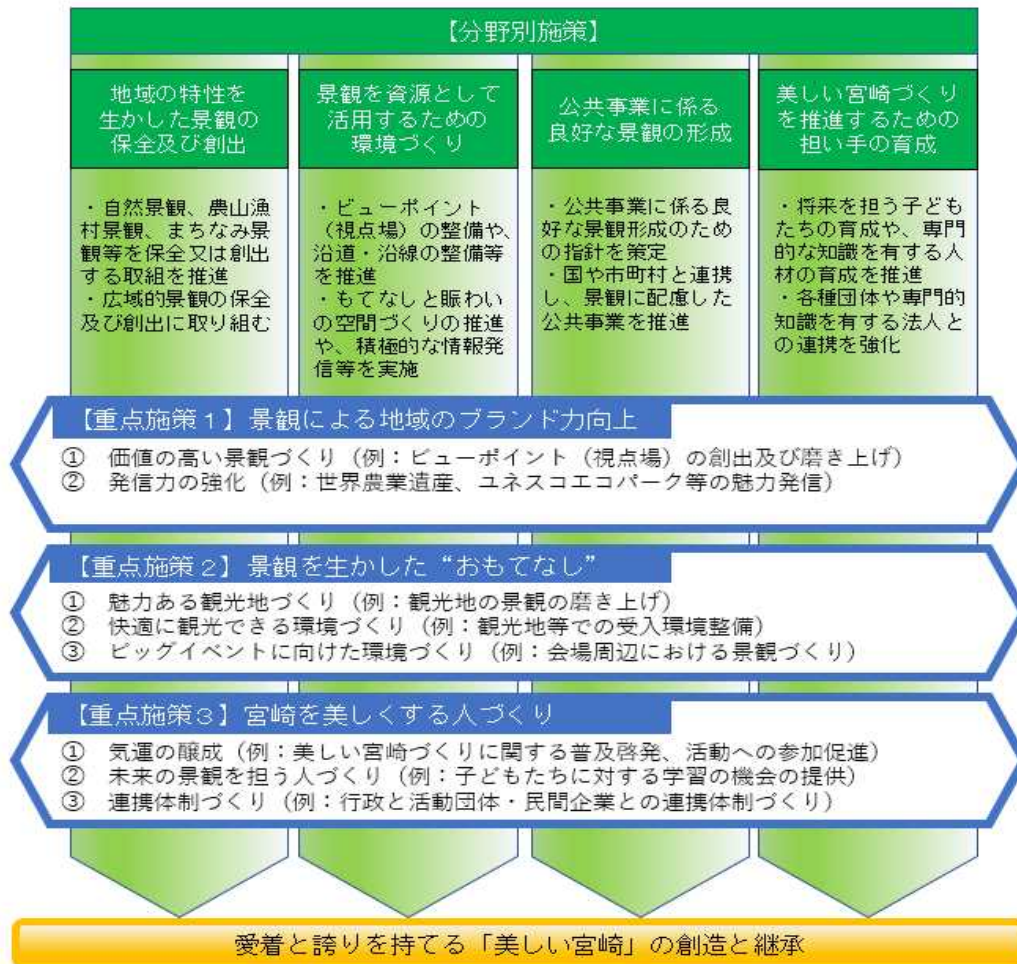 【分野別施策】
地域の特性を
生かした景観の
保全及び創出
・自然景観、農山漁
村景観、まちなみ景
観等を保全又は創出
する取組を推進
・広域的景観の保全
及び創出に取り組む
景観を資源として
活用するための
環境づくり
・ビューポイント
（視点場）の整備や、
沿道・沿線の整備等
を推進
・もてなしと賑わい
の空間づくりの推進
や、積極的な情報発
信等を実施
公共事業に係る
良好な景観の形成
・公共事業に係る良
好な景観形成のため
の指針を策定
・国や市町村と連携
し、景観に配慮した
公共事業を推進
美しい宮崎づくり
を推進するための
担い手の育成
・将来を担う子ども
たちの育成や、専門
的な知識を有する人
材の育成を推進
・各種団体や専門的
知識を有する法人と
の連携を強化
【重点施策１】景観による地域のブランド力向上
① 価値の高い景観づくり（例：ビューポイント（視点場）の創出及び磨き上げ）
② 発信力の強化（例：世界農業遺産、ユネスコエコパーク等の魅力発信）
【重点施策２】景観を生かした“おもてなし”
① 魅力ある観光地づくり（例：観光地の景観の磨き上げ）
② 快適に観光できる環境づくり（例：観光地等での受入環境整備）
③ ビッグイベントに向けた環境づくり（例：会場周辺における景観づくり）
【重点施策３】宮崎を美しくする人づくり
① 気運の醸成（例：美しい宮崎づくりに関する普及啓発、活動への参加促進）
② 未来の景観を担う人づくり（例：子どもたちに対する学習の機会の提供）
③ 連携体制づくり（例：行政と活動団体・民間企業との連携体制づくり）
愛着と誇りを持てる「美しい宮崎」の創造と継承